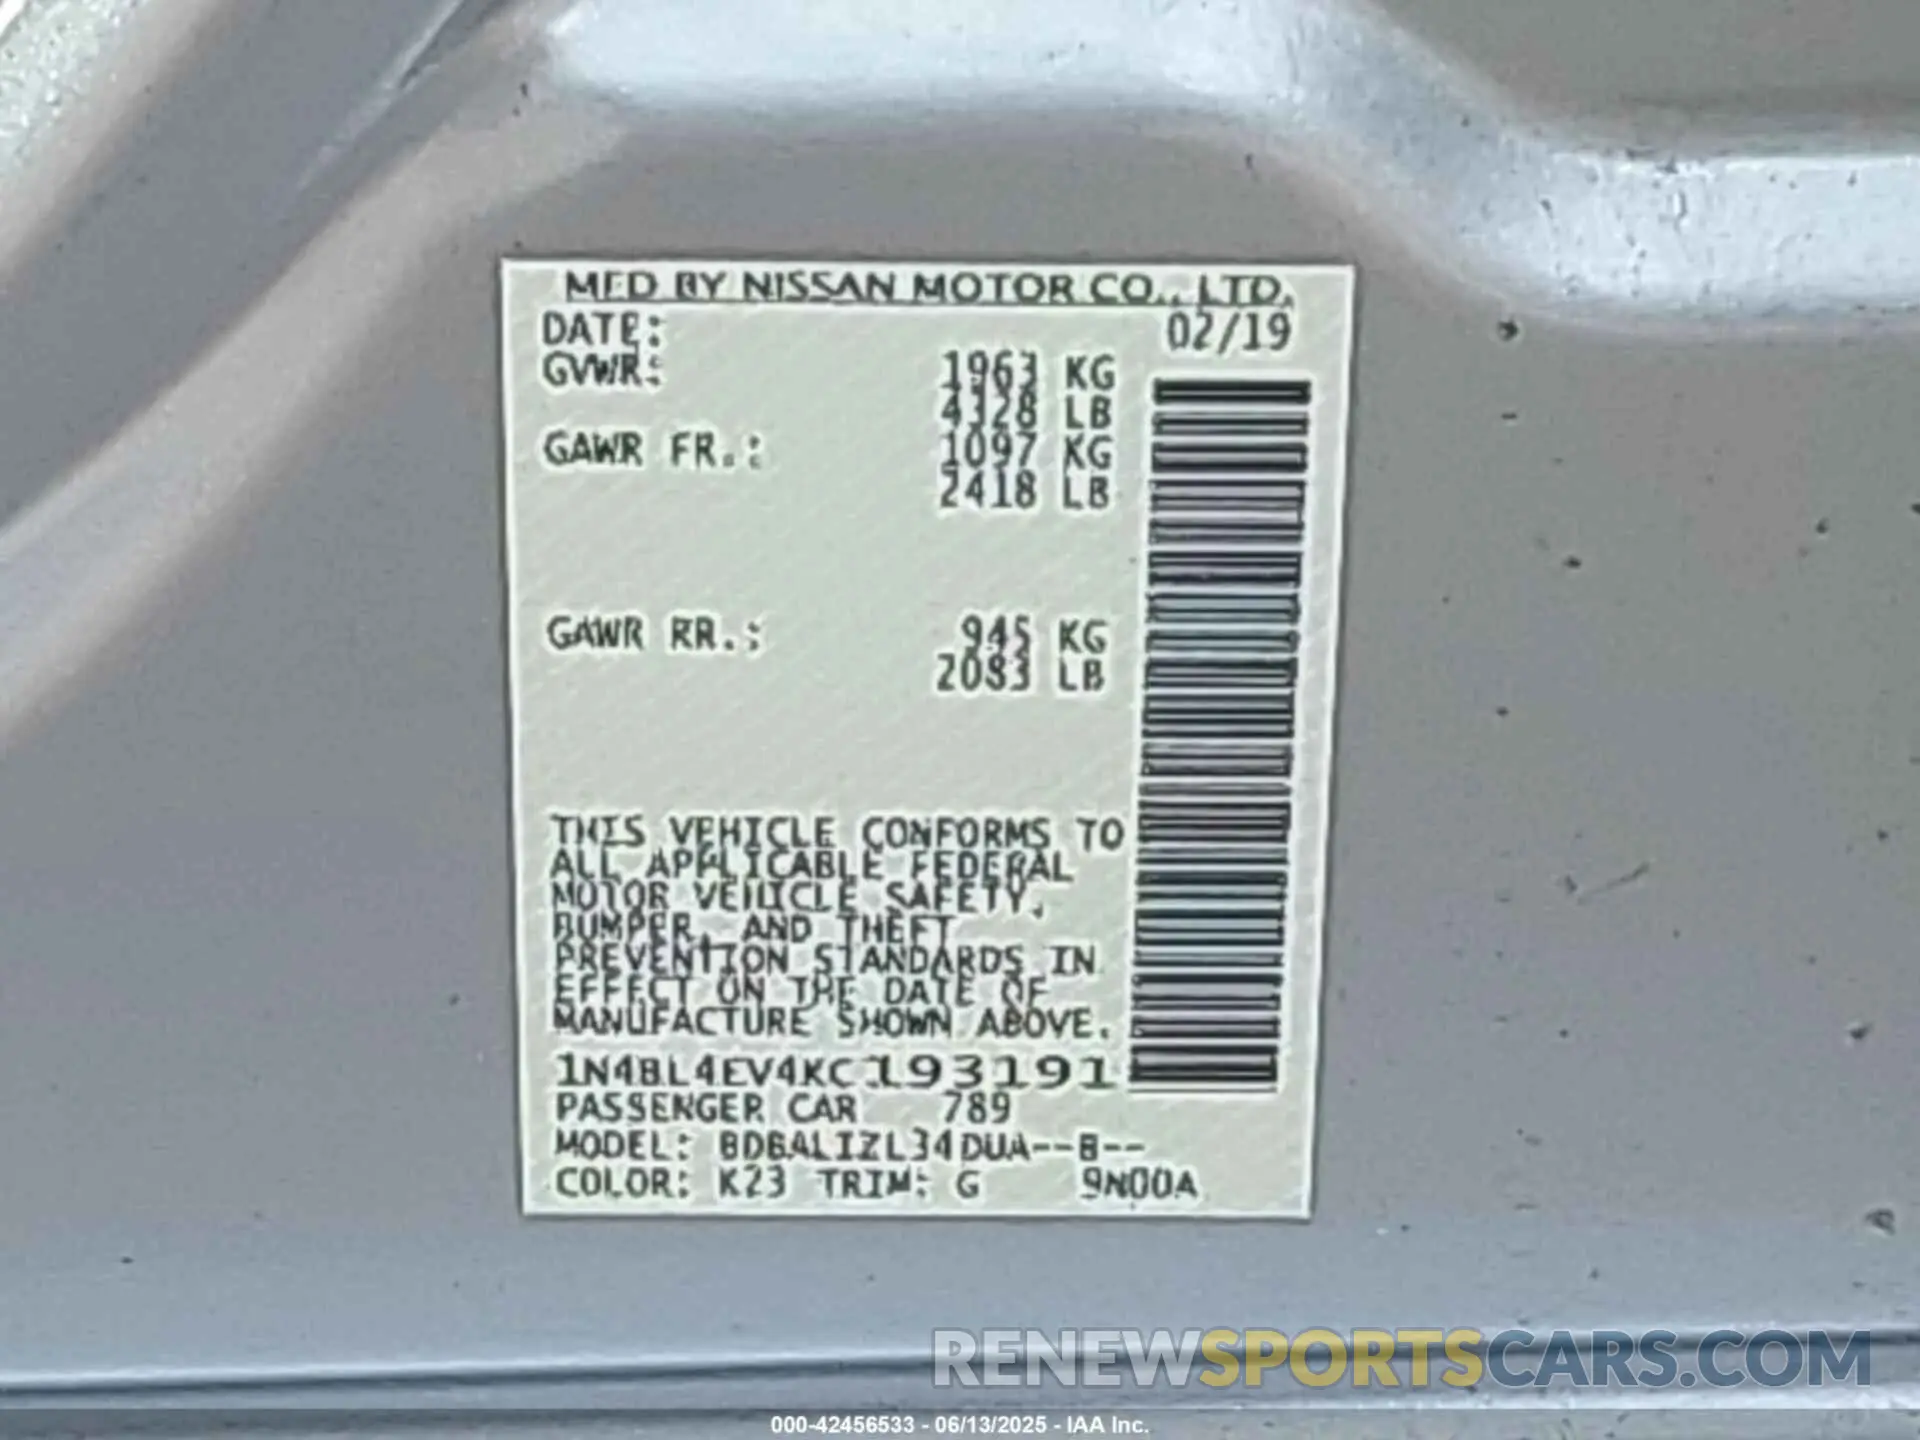 MFD BY NISSAN MOTOR CO., LTD.
DATE: 02/19
GVWR: 1963 KG
4328 LB
GAWR FR.: 1097 KG
2418 LB
GAWR RR.: 945 KG
2083 LB
THIS VEHICLE CONFORMS TO
ALL APPLICABLE FEDERAL
MOTOR VEHICLE SAFETY,
BUMPER, AND THEFT
PREVENTION STANDARDS IN
EFFECT ON THE DATE OF
MANUFACTURE SHOWN ABOVE.
1N4BL4EV4KC193191
PASSENGER CAR 789
MODEL: BDBALIZL34DUA--B--
COLOR: K23 TRIM: G 9N00A
RENEWSPORTSCARS.COM
000-42456533 - 06/13/2025 - IAA Inc.